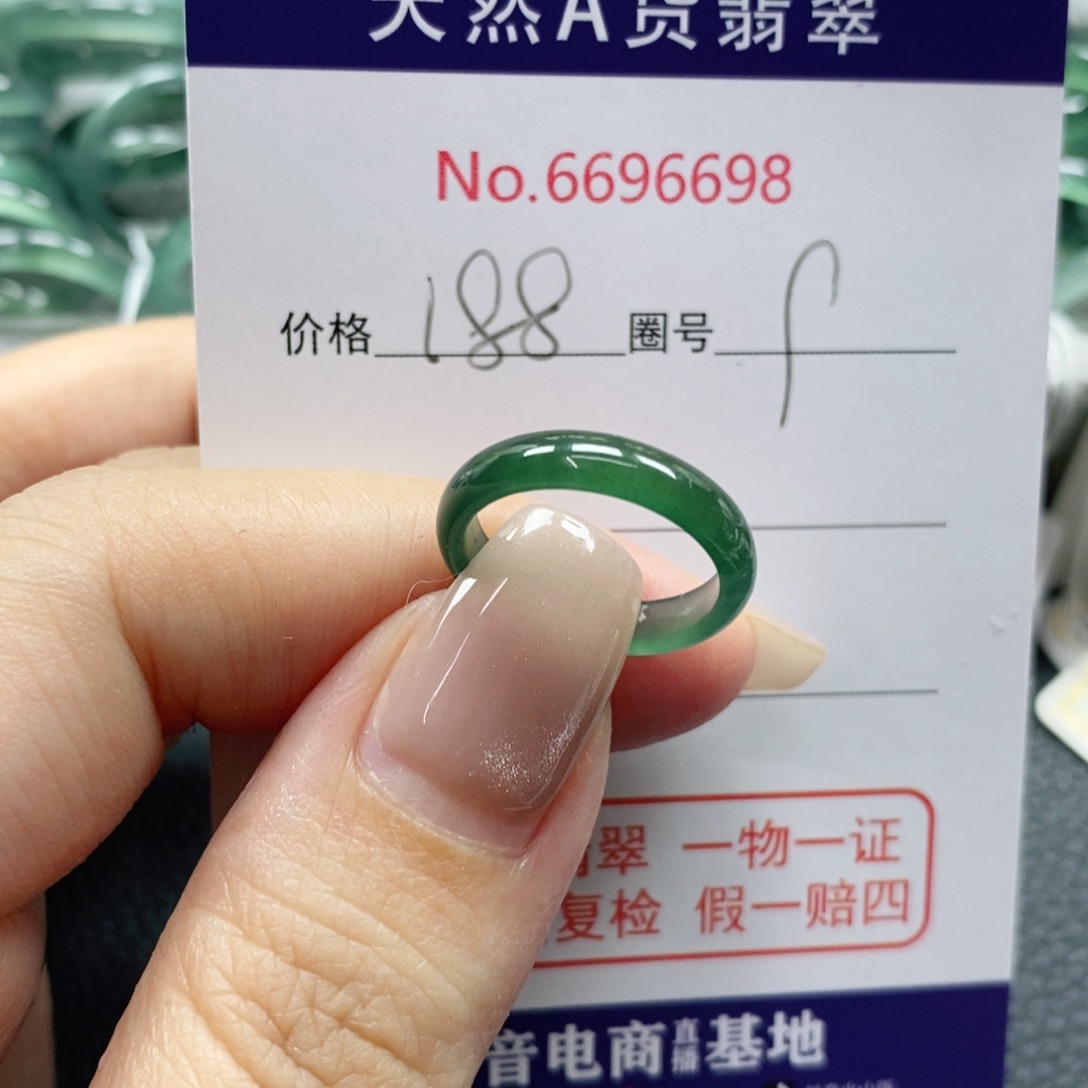 天然A货翡翠
No.6696698
价格 188 圈号
翠 一物一证
复检 假一赔四
音电商直播基地